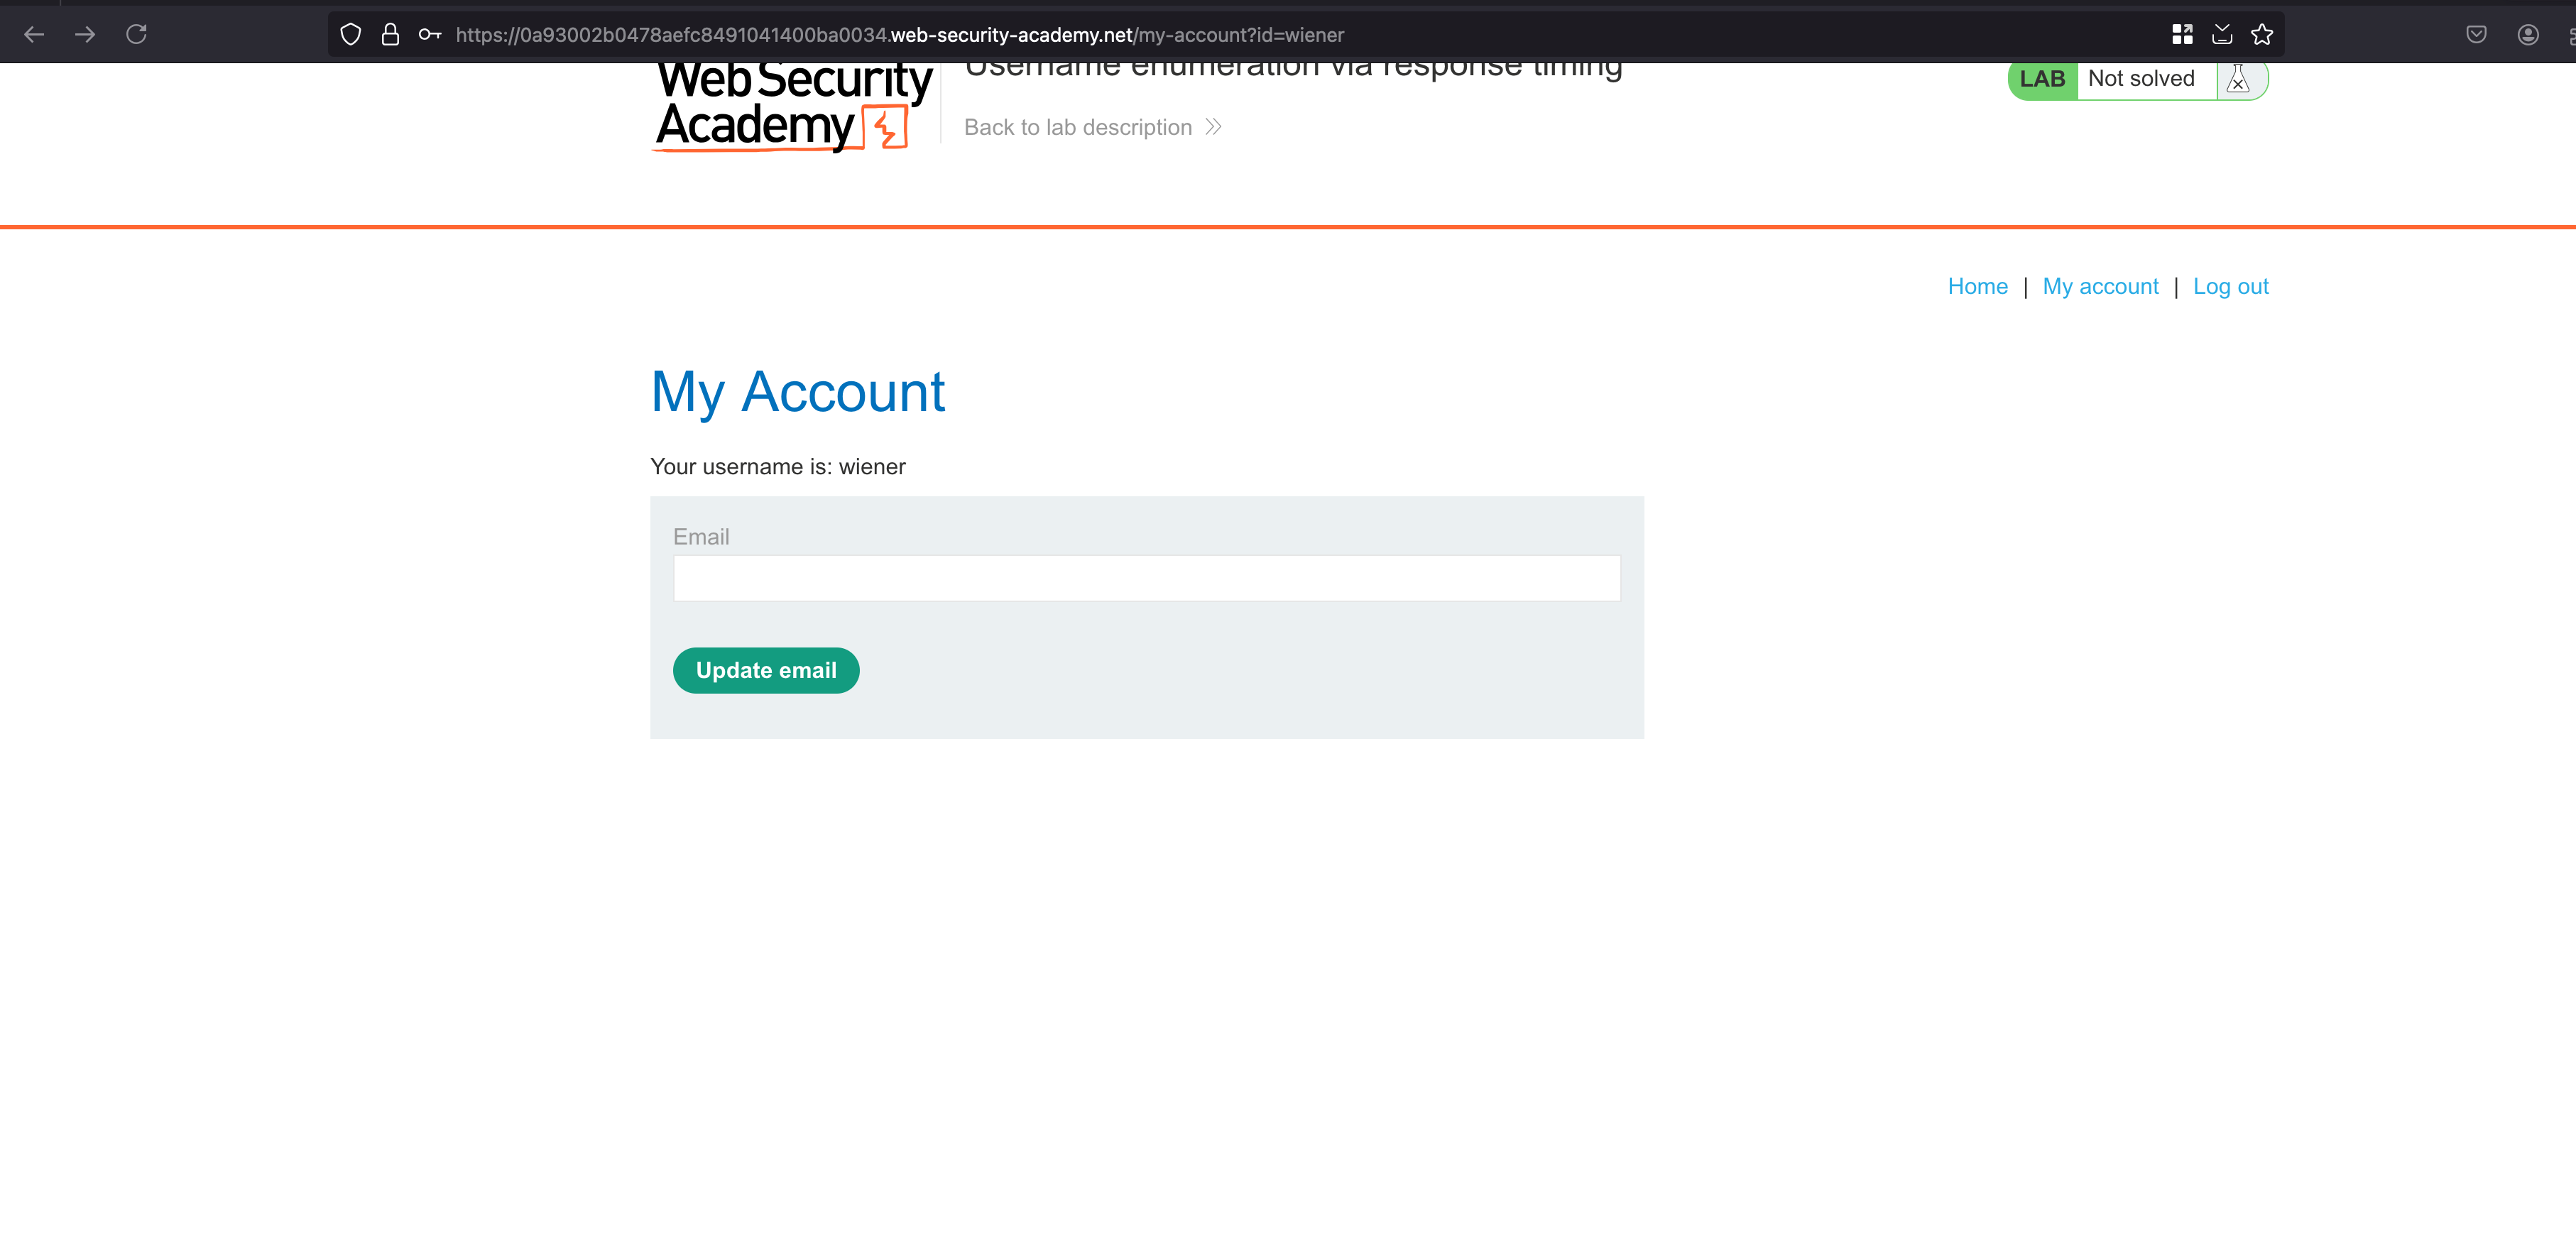 https://0a93002b0478aefc8491041400ba0034.web-security-academy.net/my-account?id=wiener
Web Security
Academy
Username enumeration via response timing
Back to lab description
LAB Not solved
Home | My account | Log out
My Account
Your username is: wiener
Email
Update email